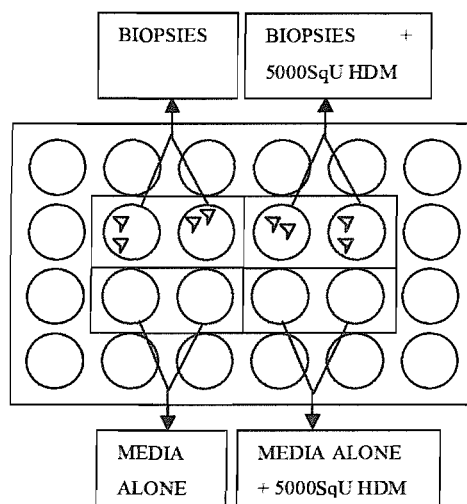 BIOPSIES
BIOPSIES +
5000SqU HDM
MEDIA
ALONE
MEDIA ALONE
+ 5000SqU HDM